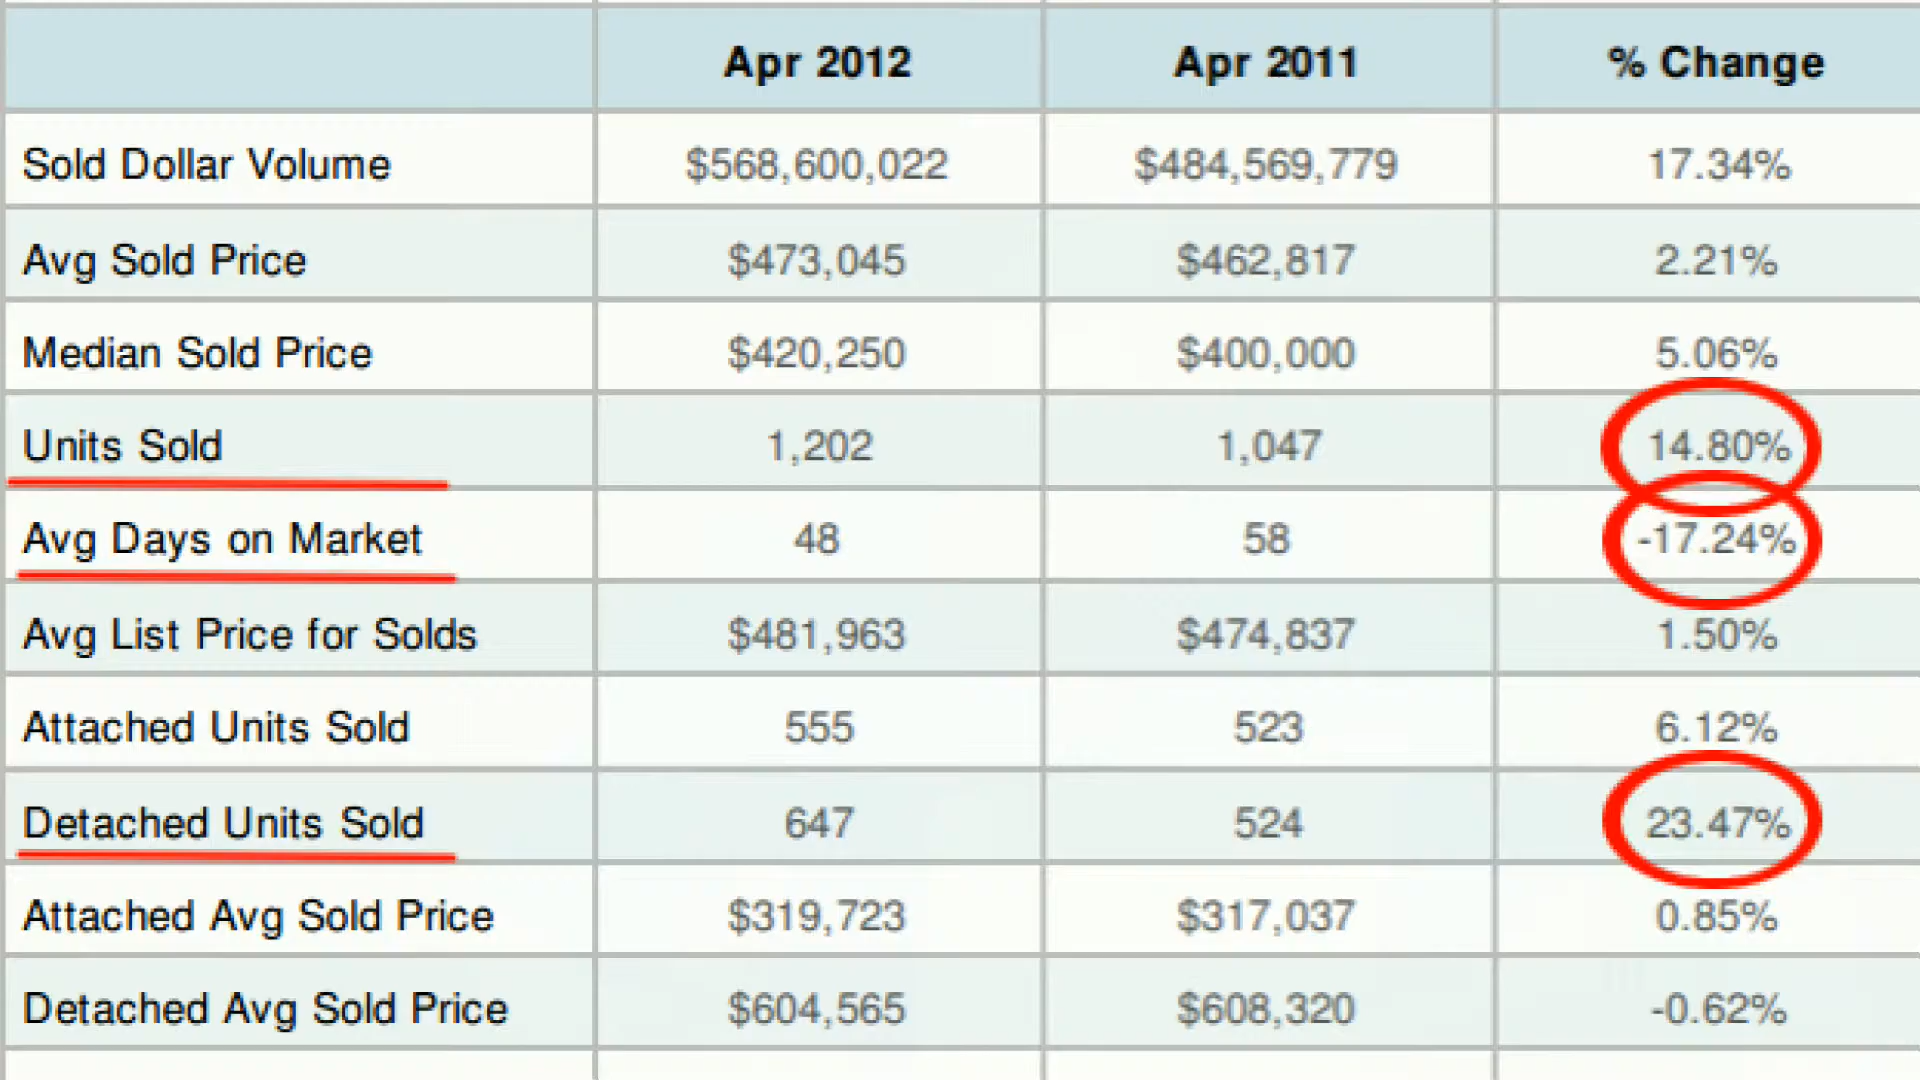 Apr 2012 Apr 2011 % Change
Sold Dollar Volume $568,600,022 $484,569,779 17.34%
Avg Sold Price $473,045 $462,817 2.21%
Median Sold Price $420,250 $400,000 5.06%
Units Sold 1,202 1,047 14.80%
Avg Days on Market 48 58 -17.24%
Avg List Price for Solds $481,963 $474,837 1.50%
Attached Units Sold 555 523 6.12%
Detached Units Sold 647 524 23.47%
Attached Avg Sold Price $319,723 $317,037 0.85%
Detached Avg Sold Price $604,565 $608,320 -0.62%